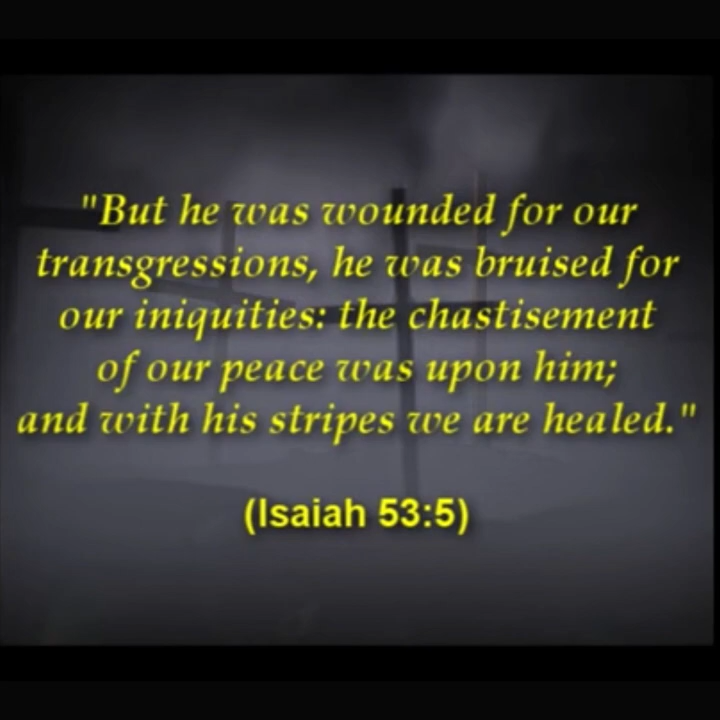 "But he was wounded for our
transgressions, he was bruised for
our iniquities: the chastisement
of our peace was upon him;
and with his stripes we are healed."
(Isaiah 53:5)